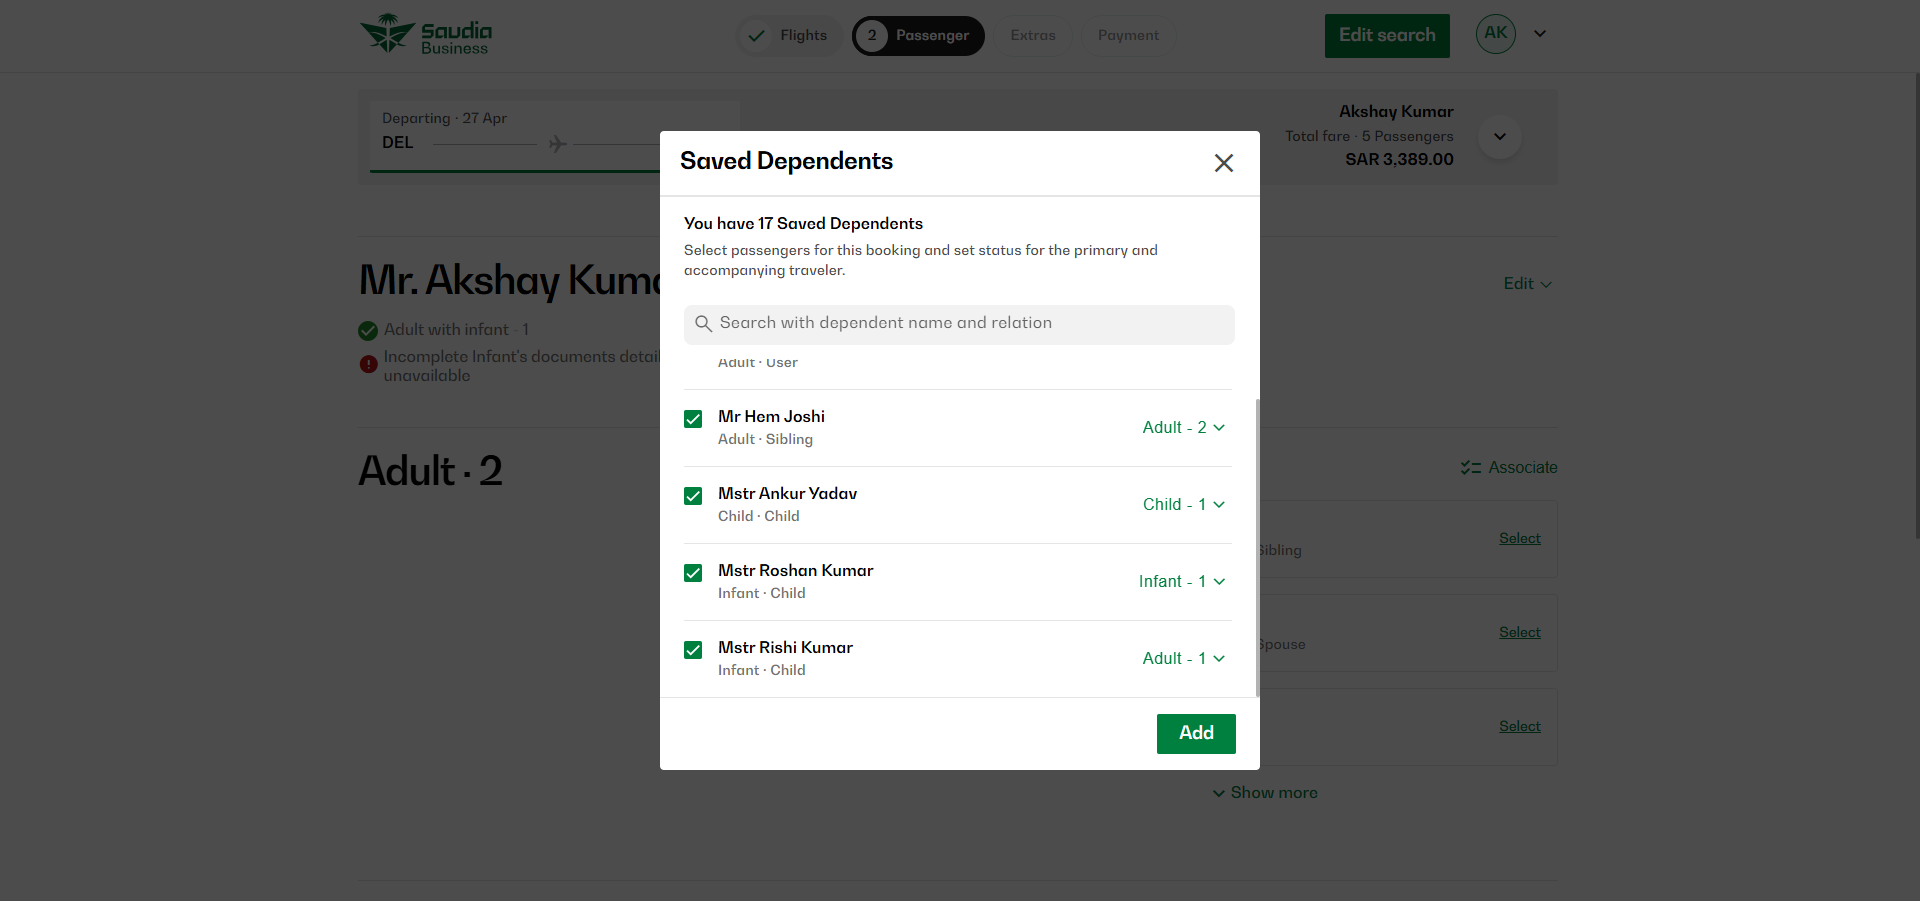 Saudia
Business
Flights
2 Passenger
Extras
Payment
Edit search
AK
Departing · 27 Apr
DEL
Akshay Kumar
Total fare · 5 Passengers
SAR 3,389.00
Mr. Akshay Kuma
Edit
Adult with infant · 1
Incomplete Infant's documents detail
unavailable
Adult · 2
Associate
Sibling
Select
Spouse
Select
Select
Show more
Saved Dependents
You have 17 Saved Dependents
Select passengers for this booking and set status for the primary and
accompanying traveler.
Search with dependent name and relation
Adult · User
Mr Hem Joshi
Adult · Sibling
Adult - 2
Mstr Ankur Yadav
Child · Child
Child - 1
Mstr Roshan Kumar
Infant · Child
Infant - 1
Mstr Rishi Kumar
Infant · Child
Adult - 1
Add